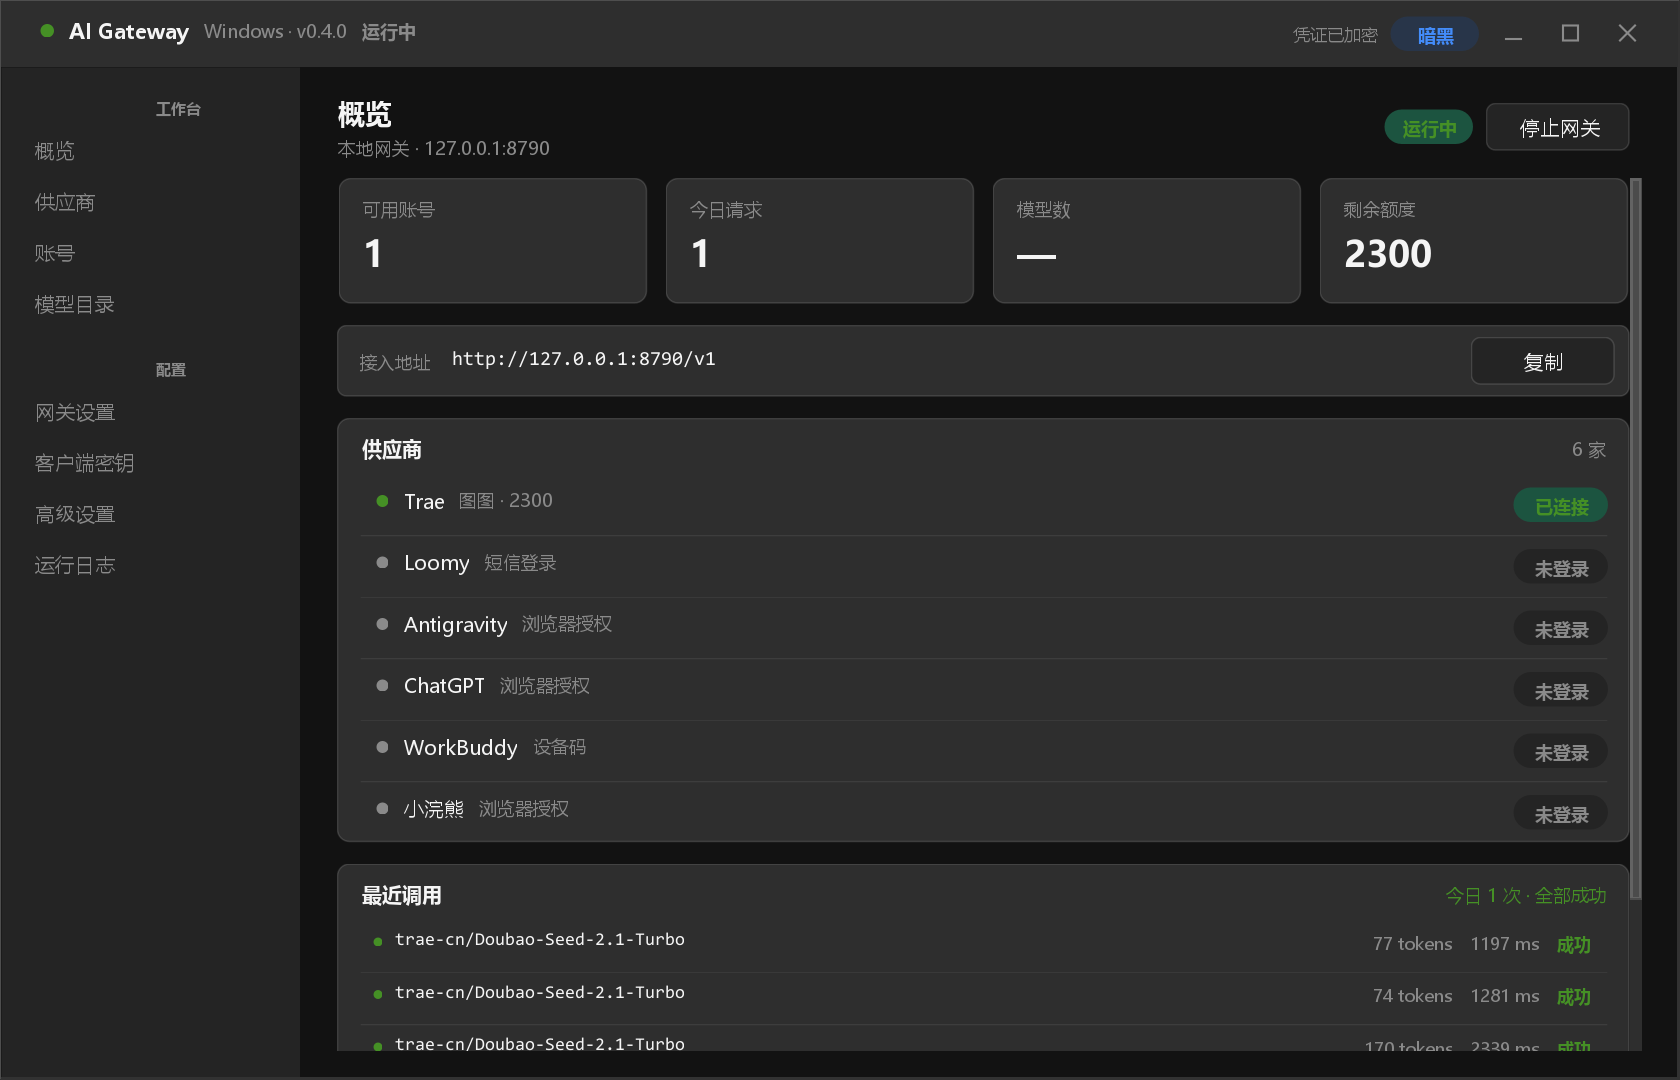 AI Gateway Windows · v0.4.0 运行中 凭证已加密 暗黑
工作台
概览
供应商
账号
模型目录
配置
网关设置
客户端密钥
高级设置
运行日志
概览
本地网关 · 127.0.0.1:8790
运行中 停止网关
可用账号
1
今日请求
1
模型数
—
剩余额度
2300
接入地址 http://127.0.0.1:8790/v1 复制
供应商 6 家
Trae 图图 · 2300 已连接
Loomy 短信登录 未登录
Antigravity 浏览器授权 未登录
ChatGPT 浏览器授权 未登录
WorkBuddy 设备码 未登录
小浣熊 浏览器授权 未登录
最近调用 今日 1 次 · 全部成功
trae-cn/Doubao-Seed-2.1-Turbo 77 tokens 1197 ms 成功
trae-cn/Doubao-Seed-2.1-Turbo 74 tokens 1281 ms 成功
trae-cn/Doubao-Seed-2.1-Turbo 170 tokens 2339 ms 成功